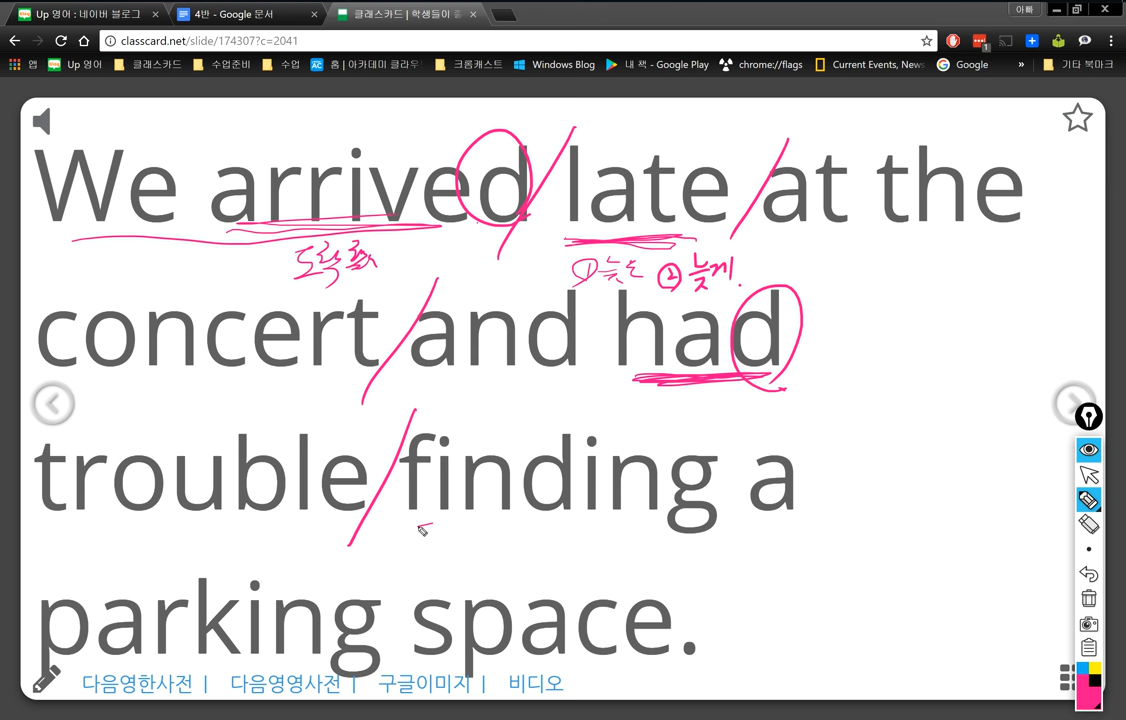 Up 영어 : 네이버 블로그
4반 - Google 문서
클래스카드 | 학생들이 좋
아빠
classcard.net/slide/174307?c=2041
1
앱
Up 영어
클래스카드
수업준비
수업
홈 | 아카데미 클라우
크롬캐스트
Windows Blog
내 책 - Google Play
chrome://flags
Current Events, New
Google
»
기타 북마크
We arrived late at the
도착했
①늦은 ②늦게.
concert and had
trouble finding a
parking space.
다음영한사전 |
다음영영사전 |
구글이미지 |
비디오